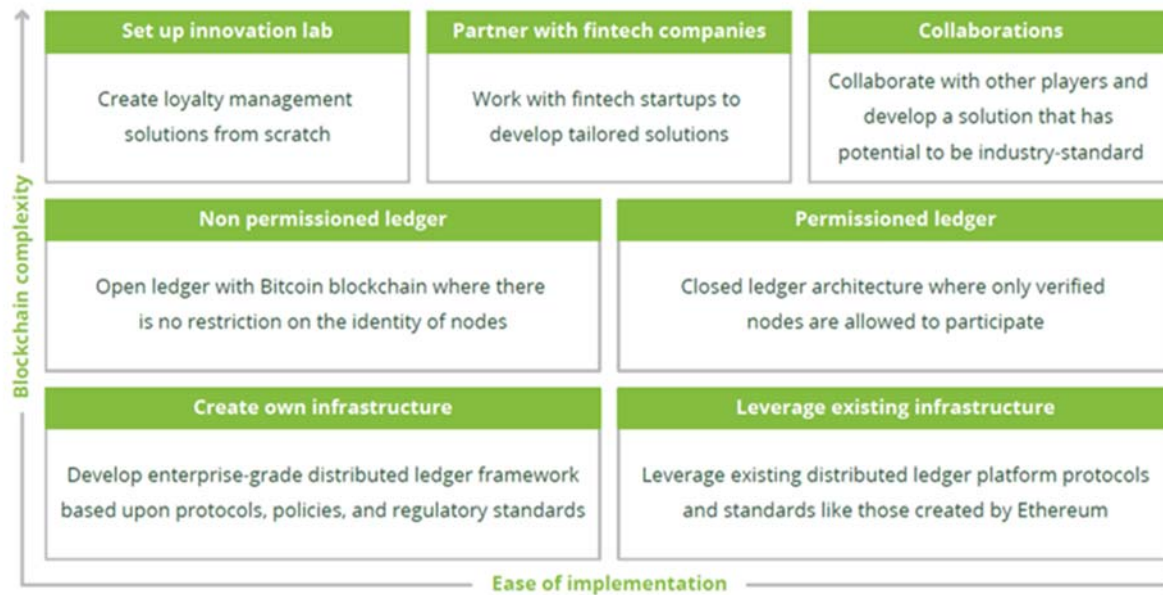 Set up innovation lab
Create loyalty management
solutions from scratch
Partner with fintech companies
Work with fintech startups to
develop tailored solutions
Collaborations
Collaborate with other players and
develop a solution that has
potential to be industry-standard
Non permissioned ledger
Open ledger with Bitcoin blockchain where there
is no restriction on the identity of nodes
Permissioned ledger
Closed ledger architecture where only verified
nodes are allowed to participate
Create own infrastructure
Develop enterprise-grade distributed ledger framework
based upon protocols, policies, and regulatory standards
Leverage existing infrastructure
Leverage existing distributed ledger platform protocols
and standards like those created by Ethereum
Blockchain complexity
Ease of implementation